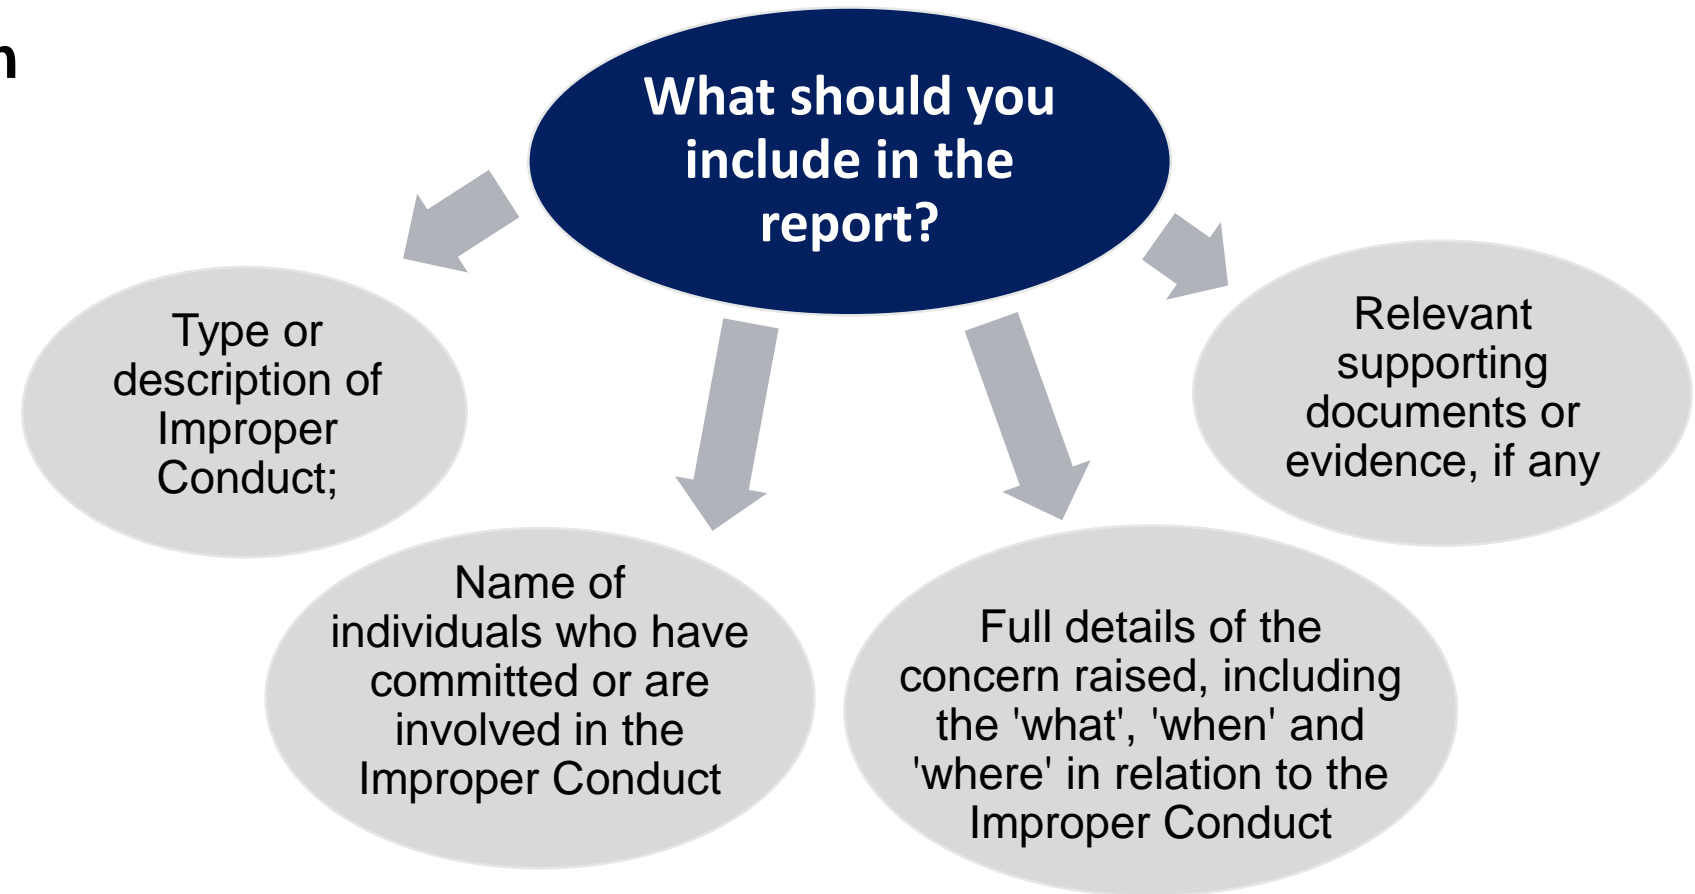 n
What should you
include in the
report?
Type or
description of
Improper
Conduct;
Name of
individuals who have
committed or are
involved in the
Improper Conduct
Full details of the
concern raised, including
the 'what', 'when' and
'where' in relation to the
Improper Conduct
Relevant
supporting
documents or
evidence, if any